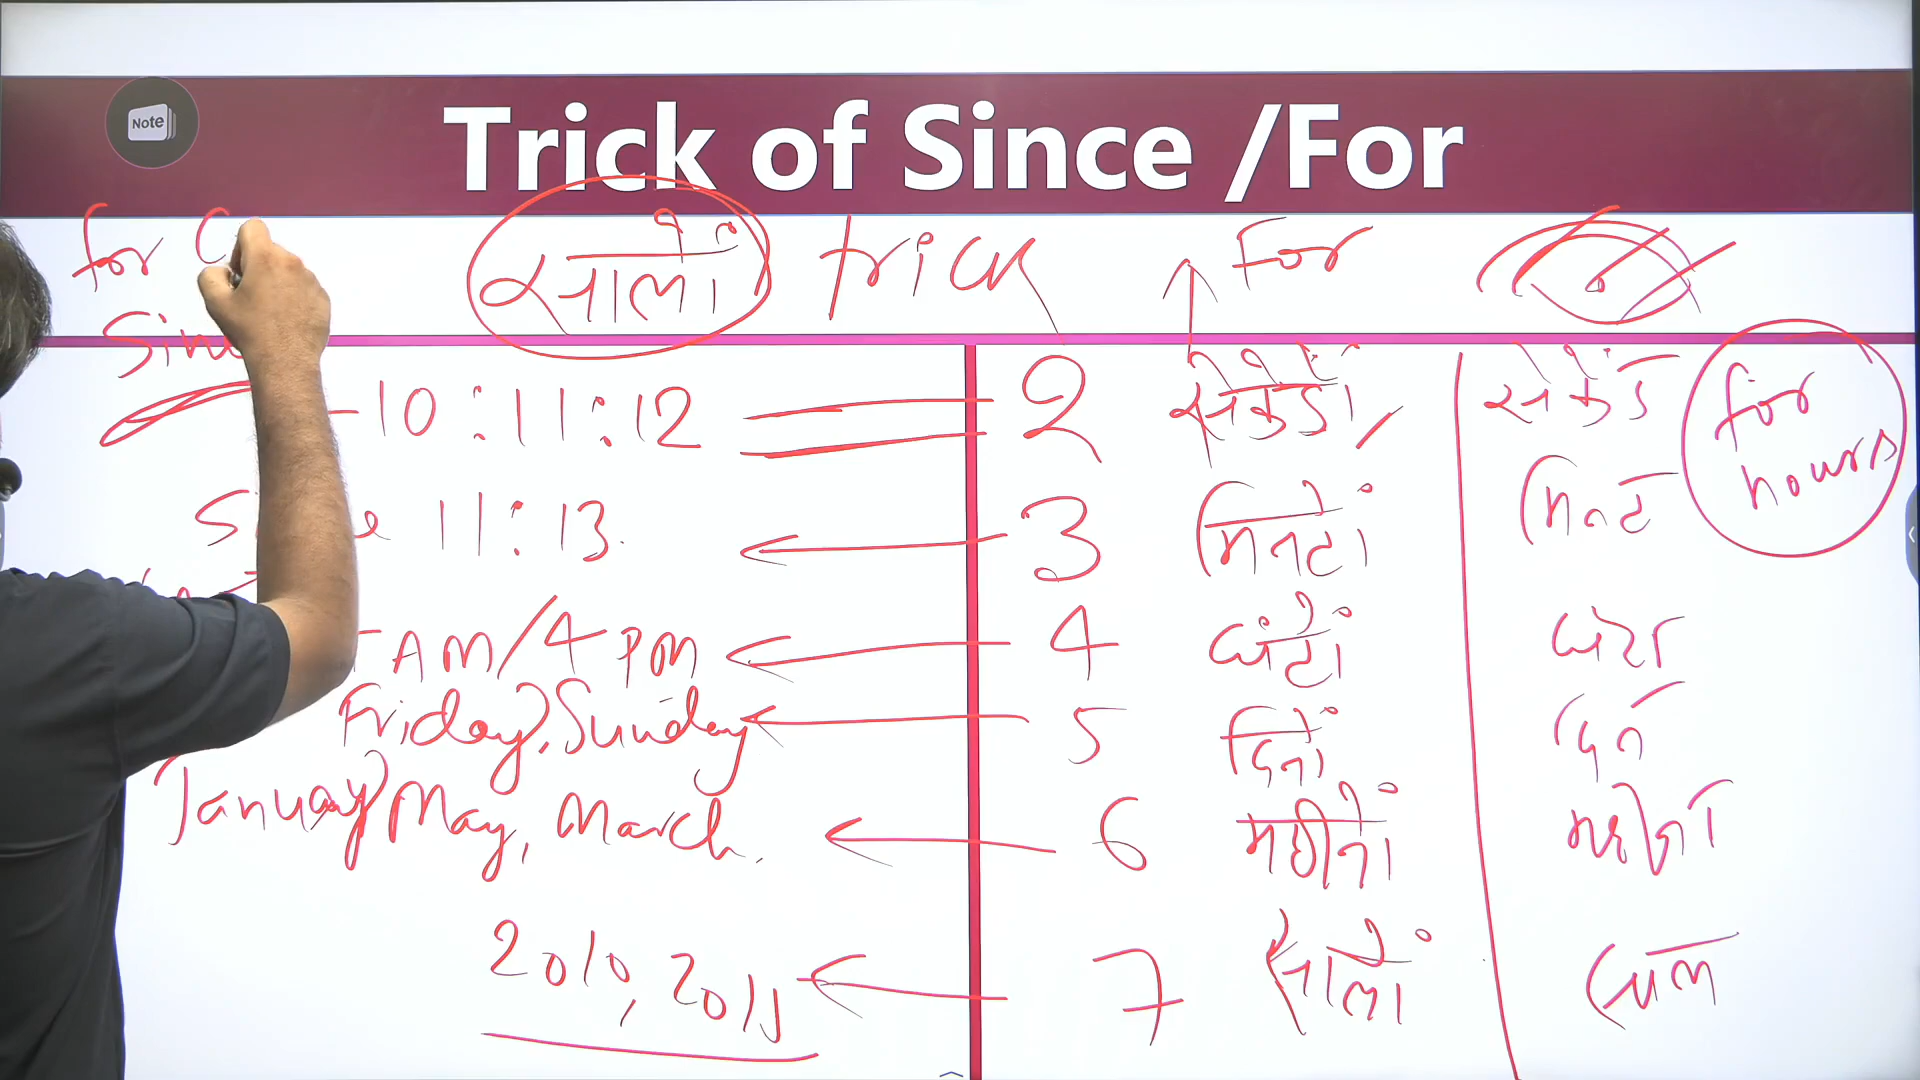 Trick of Since /For
Note
for
सालों trick For
Sinc
10:11:12 2 सेकेंडों सेकेंड for hours
11:13. 3 मिनटों मिनट
AM/4 PM 4 घंटों घंटा
Friday, Sunday 5 दिनों दिन
January May, March. 6 महीनों महीना
2010, 2011 7 सालों साल